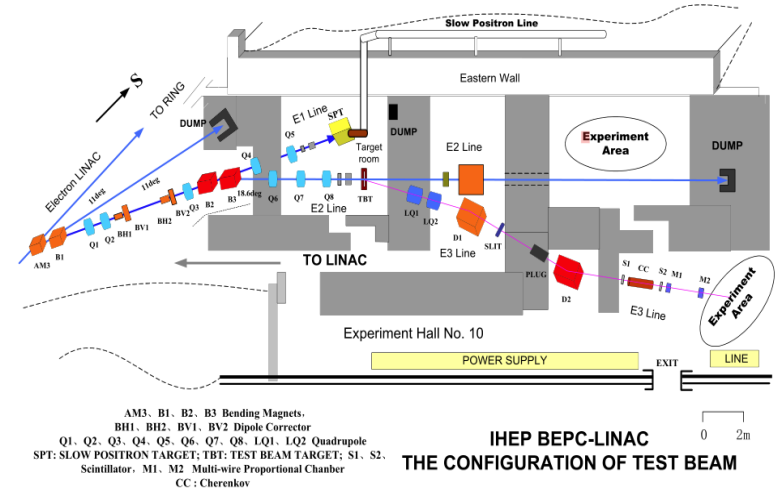 Slow Positron Line
Eastern Wall
S
TO RING
Electron LINAC
11deg
11deg
DUMP
E1 Line
SPT
Q5
Q4
Target
room
DUMP
E2 Line
Experiment
Area
DUMP
18.6deg
AM3
B1
Q1
Q2
BH1
BV1
BH2
BV2
Q3
B2
B3
Q6
Q7
Q8
TBT
E2 Line
LQ1
LQ2
D1
SLIT
E3 Line
PLUG
D2
S1
CC
S2
M1
M2
E3 Line
Experiment
Area
TO LINAC
Experiment Hall No. 10
POWER SUPPLY
EXIT
LINE
AM3、B1、B2、B3 Bending Magnets,
BH1、BH2、BV1、BV2 Dipole Corrector
Q1、Q2、Q3、Q4、Q5、Q6、Q7、Q8、LQ1、LQ2 Quadrupole
SPT: SLOW POSITRON TARGET; TBT: TEST BEAM TARGET; S1、S2、
Scintillator, M1、M2 Multi-wire Proportional Chanber
CC : Cherenkov
0 2m
IHEP BEPC-LINAC
THE CONFIGURATION OF TEST BEAM